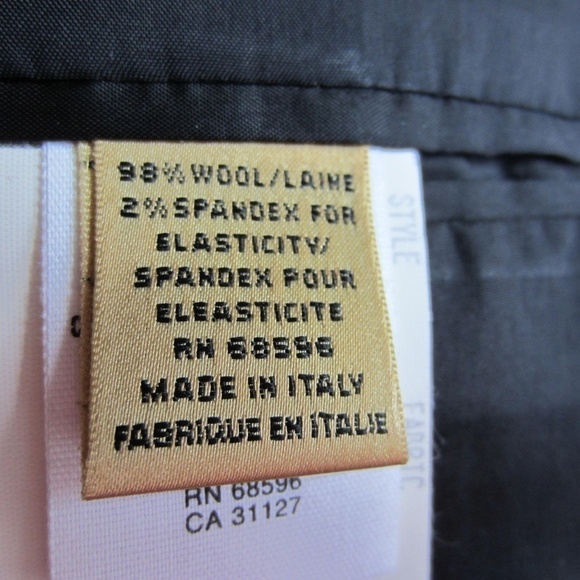 98% WOOL/LAINE
2% SPANDEX FOR
ELASTICITY/
SPANDEX POUR
ELEASTICITE
RN 68596
MADE IN ITALY
FABRIQUE EN ITALIE
RN 68596
CA 31127
STYLE
FABRIC